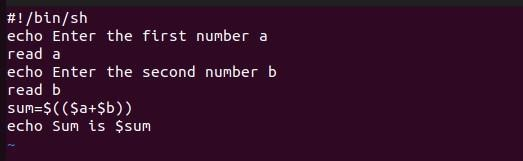 #!/bin/sh
echo Enter the first number a
read a
echo Enter the second number b
read b
sum=$(($a+$b))
echo Sum is $sum
~